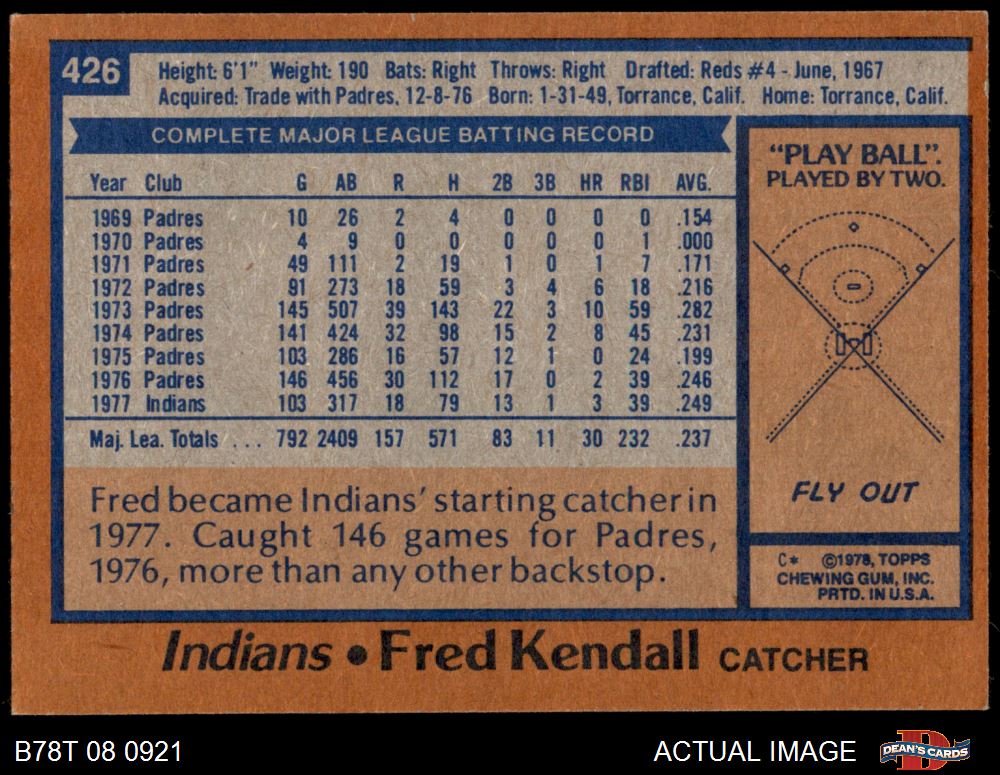 426
Height: 6'1" Weight: 190 Bats: Right Throws: Right Drafted: Reds #4 - June, 1967
Acquired: Trade with Padres, 12-8-76 Born: 1-31-49, Torrance, Calif. Home: Torrance, Calif.
COMPLETE MAJOR LEAGUE BATTING RECORD
Year Club G AB R H 2B 3B HR RBI AVG.
1969 Padres 10 26 2 4 0 0 0 0 .154
1970 Padres 4 9 0 0 0 0 0 1 .000
1971 Padres 49 111 2 19 1 0 1 7 .171
1972 Padres 91 273 18 59 3 4 6 18 .216
1973 Padres 145 507 39 143 22 3 10 59 .282
1974 Padres 141 424 32 98 15 2 8 45 .231
1975 Padres 103 286 16 57 12 1 0 24 .199
1976 Padres 146 456 30 112 17 0 2 39 .246
1977 Indians 103 317 18 79 13 1 3 39 .249
Maj. Lea. Totals ... 792 2409 157 571 83 11 30 232 .237
Fred became Indians' starting catcher in
1977. Caught 146 games for Padres,
1976, more than any other backstop.
"PLAY BALL".
PLAYED BY TWO.
FLY OUT
C* ©1978, TOPPS
CHEWING GUM, INC.
PRTD. IN U.S.A.
Indians • Fred Kendall CATCHER
B78T 08 0921
ACTUAL IMAGE
D
DEAN'S CARDS